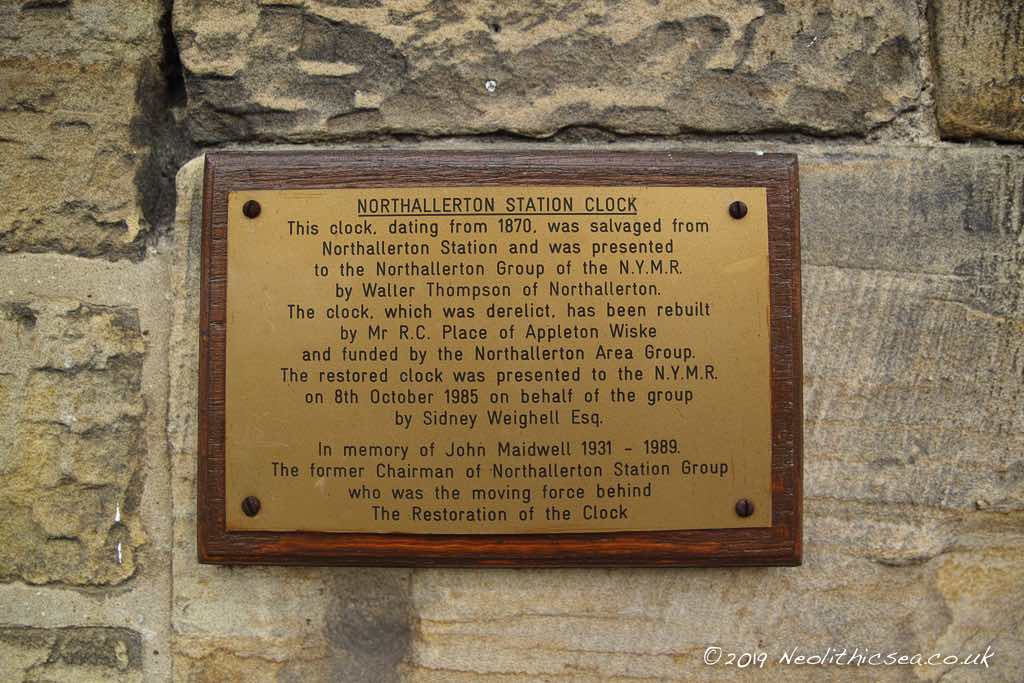 NORTHALLERTON STATION CLOCK
This clock, dating from 1870, was salvaged from
Northallerton Station and was presented
to the Northallerton Group of the N.Y.M.R.
by Walter Thompson of Northallerton.
The clock, which was derelict, has been rebuilt
by Mr R.C. Place of Appleton Wiske
and funded by the Northallerton Area Group.
The restored clock was presented to the N.Y.M.R.
on 8th October 1985 on behalf of the group
by Sidney Weighell Esq.
In memory of John Maidwell 1931 - 1989.
The former Chairman of Northallerton Station Group
who was the moving force behind
The Restoration of the Clock
©2019 Neolithicsea.co.uk